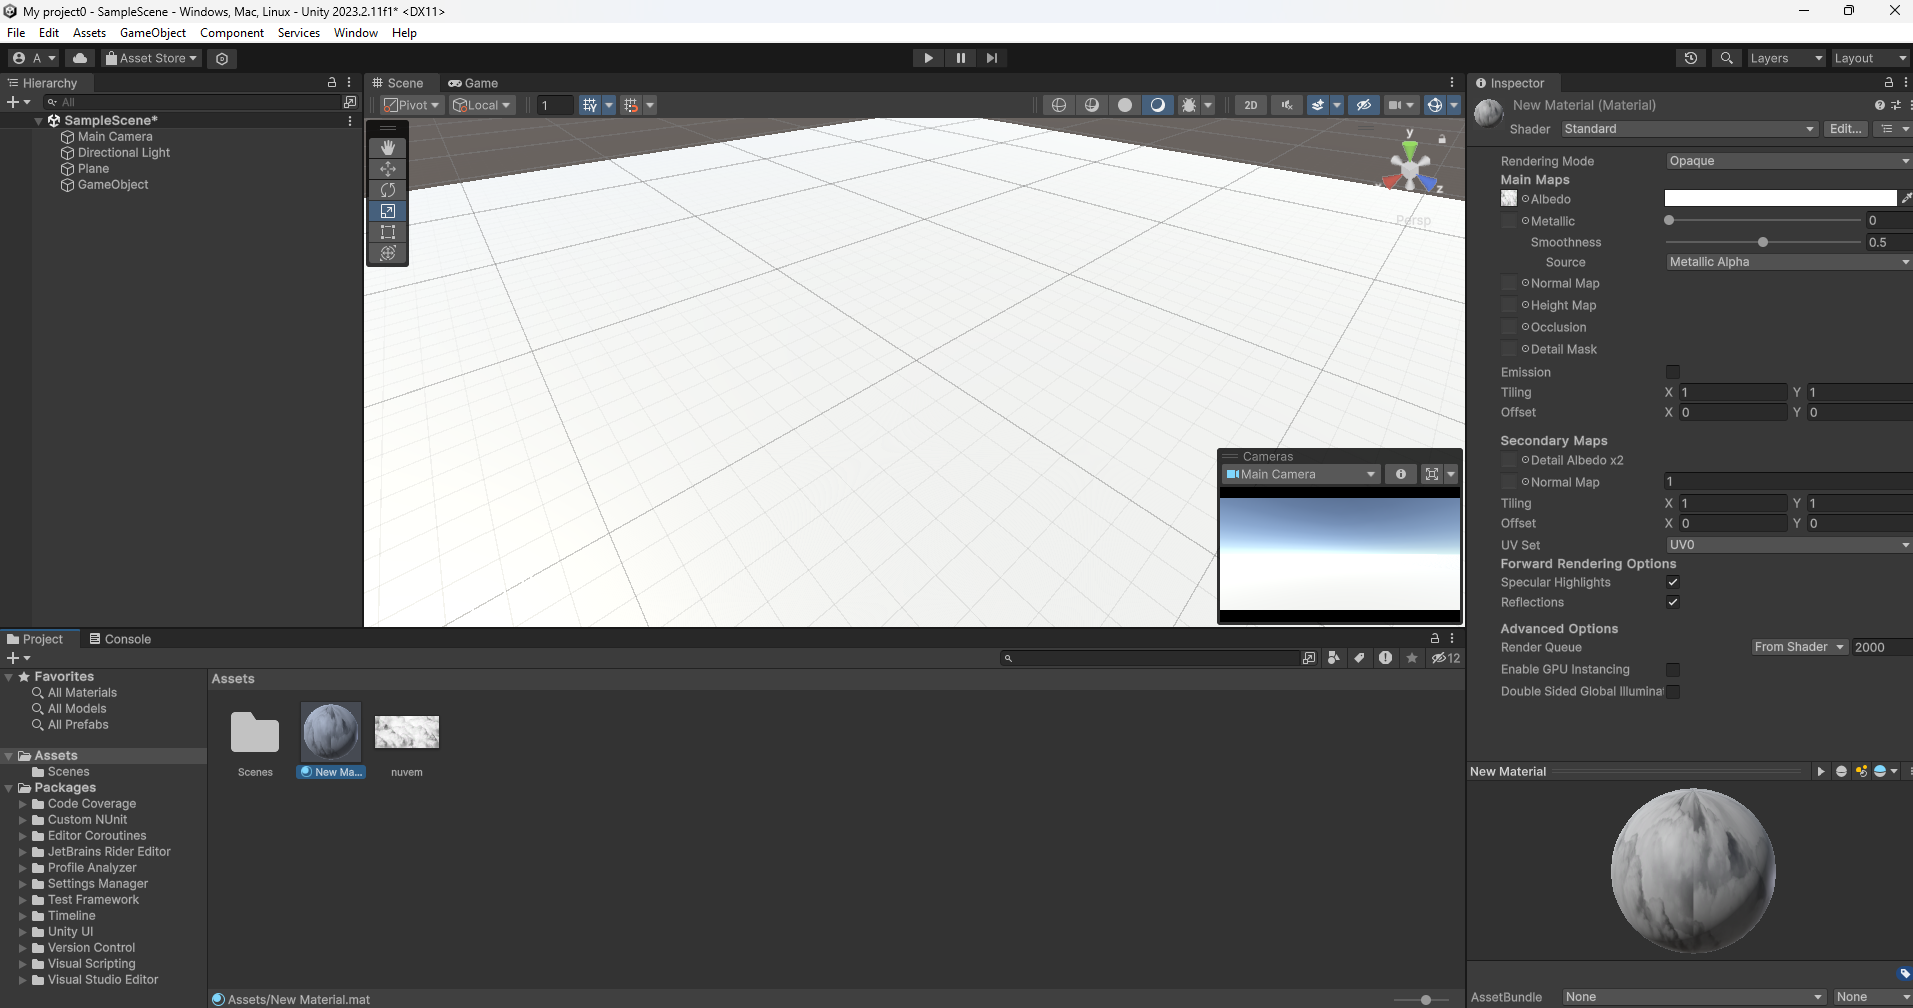 My project0 - SampleScene - Windows, Mac, Linux - Unity 2023.2.11f1* <DX11>
File Edit Assets GameObject Component Services Window Help
A Asset Store Layers Layout
Hierarchy
All
SampleScene*
Main Camera
Directional Light
Plane
GameObject
Scene Game
Pivot Local 1 2D
y
z
Persp
Cameras
Main Camera
Inspector
New Material (Material)
Shader Standard Edit...
Rendering Mode Opaque
Main Maps
Albedo
Metallic 0
Smoothness 0.5
Source Metallic Alpha
Normal Map
Height Map
Occlusion
Detail Mask
Emission
Tiling X 1 Y 1
Offset X 0 Y 0
Secondary Maps
Detail Albedo x2
Normal Map 1
Tiling X 1 Y 1
Offset X 0 Y 0
UV Set UV0
Forward Rendering Options
Specular Highlights
Reflections
Advanced Options
Render Queue From Shader 2000
Enable GPU Instancing
Double Sided Global Illuminat
New Material
AssetBundle None None
Project Console
12
Favorites
All Materials
All Models
All Prefabs
Assets
Scenes
Packages
Code Coverage
Custom NUnit
Editor Coroutines
JetBrains Rider Editor
Profile Analyzer
Settings Manager
Test Framework
Timeline
Unity UI
Version Control
Visual Scripting
Visual Studio Editor
Assets
Scenes New Ma... nuvem
Assets/New Material.mat